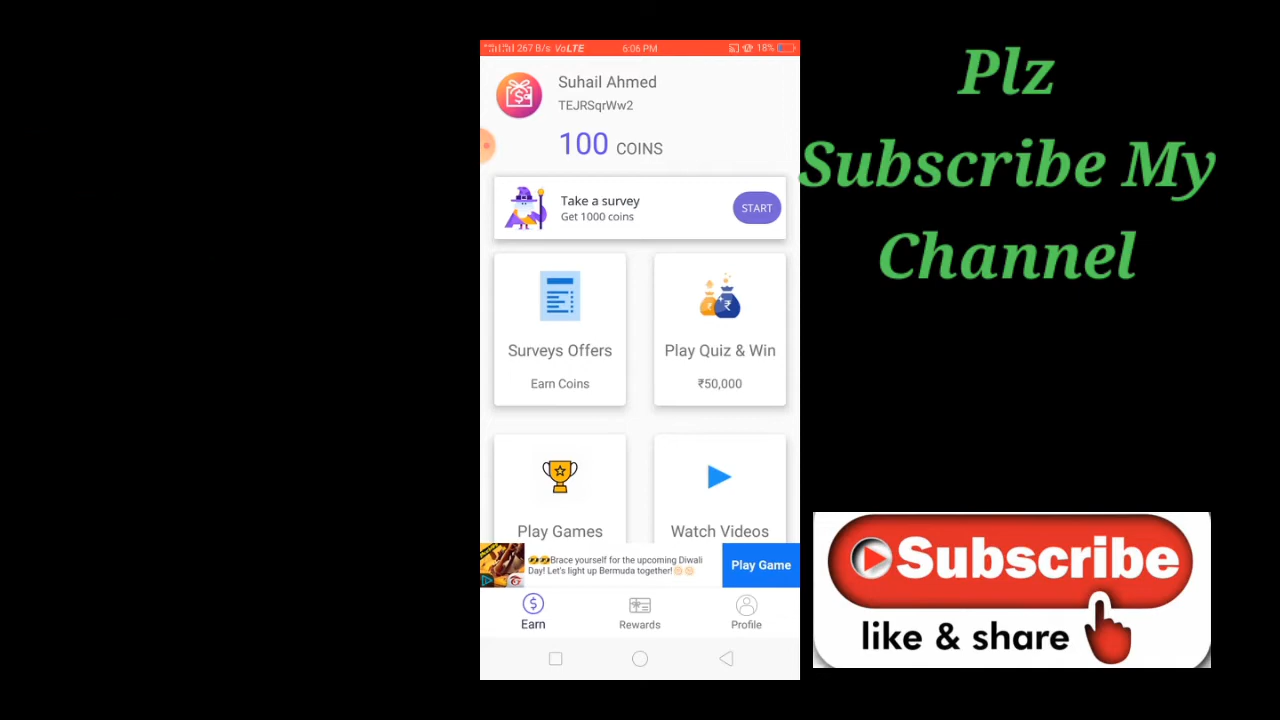 267 B/s VoLTE 6:06 PM 18%
Suhail Ahmed
TEJRSqrWw2
100 COINS
Take a survey
Get 1000 coins
START
Surveys Offers
Earn Coins
Play Quiz & Win
₹50,000
Play Games
Watch Videos
🤣🤣Brace yourself for the upcoming Diwali
Day! Let's light up Bermuda together!
Play Game
Earn
Rewards
Profile
Plz
Subscribe My
Channel
Subscribe
like & share